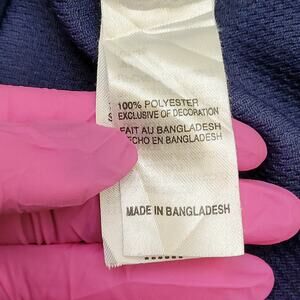 100% POLYESTER
EXCLUSIVE OF DECORATION
FAIT AU BANGLADESH
HECHO EN BANGLADESH
MADE IN BANGLADESH